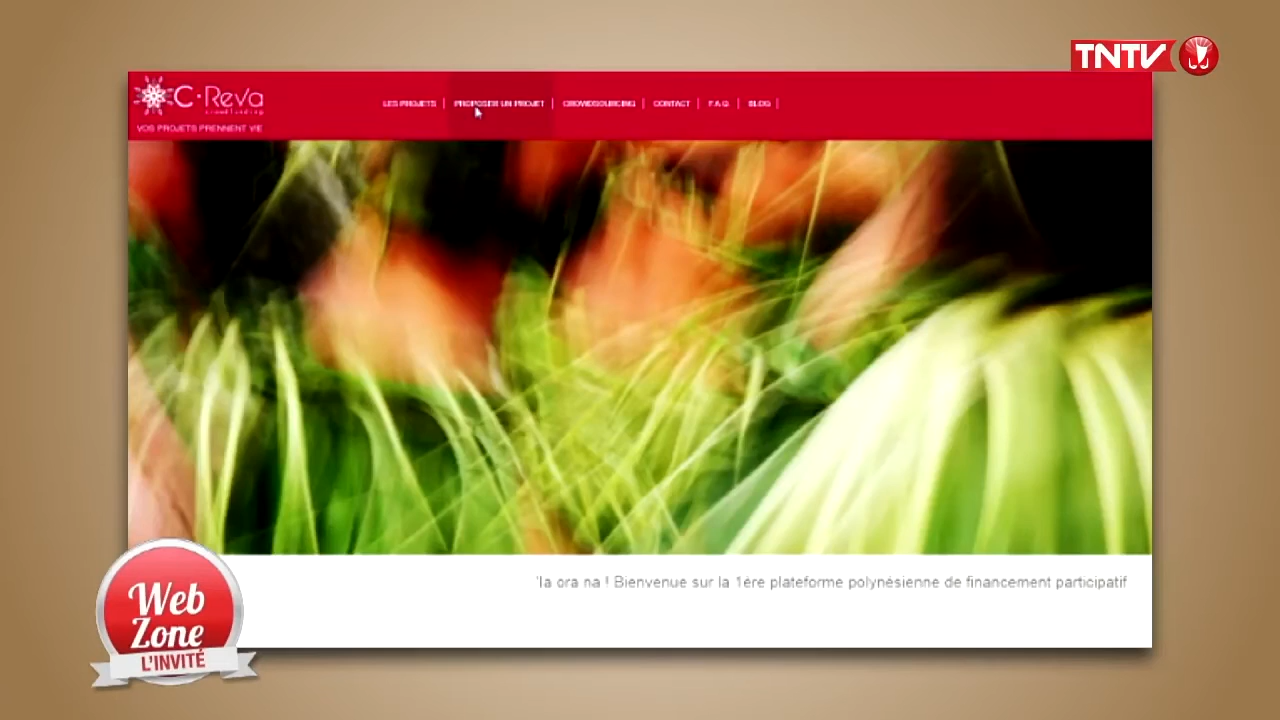 TNTV
C·Reva
crowdfunding
VOS PROJETS PRENNENT VIE
LES PROJETS | PROPOSER UN PROJET | CROWDSOURCING | CONTACT | F.A.Q. | BLOG |
'Ia ora na ! Bienvenue sur la 1ère plateforme polynésienne de financement participatif
Web
Zone
L'INVITÉ